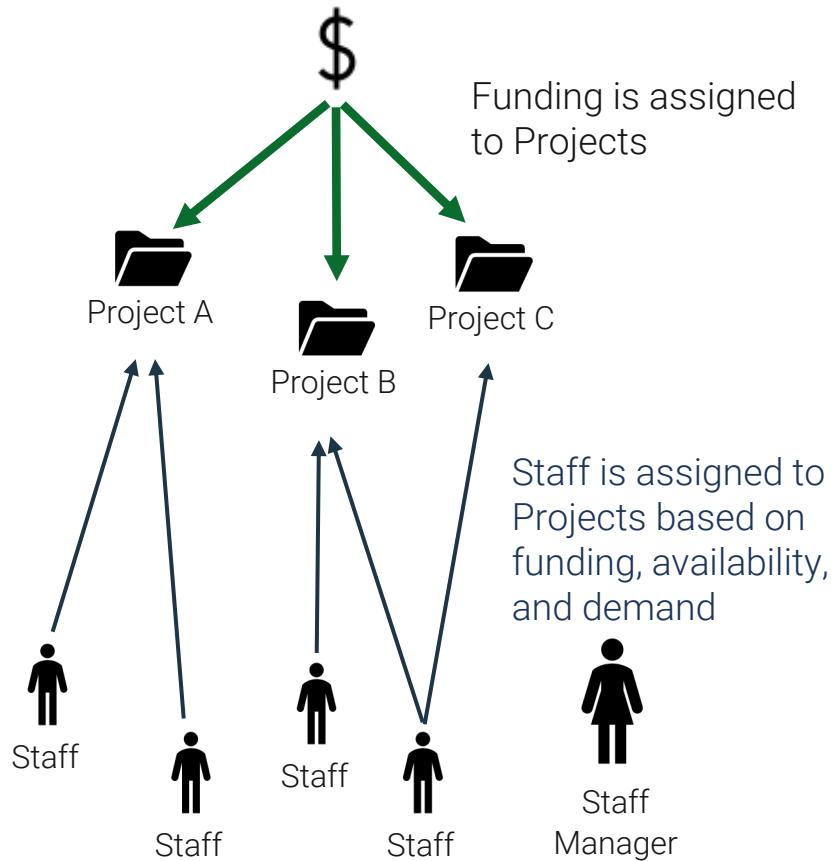 $
Funding is assigned
to Projects
Project A
Project B
Project C
Staff is assigned to
Projects based on
funding, availability,
and demand
Staff
Staff
Staff
Staff
Staff
Manager